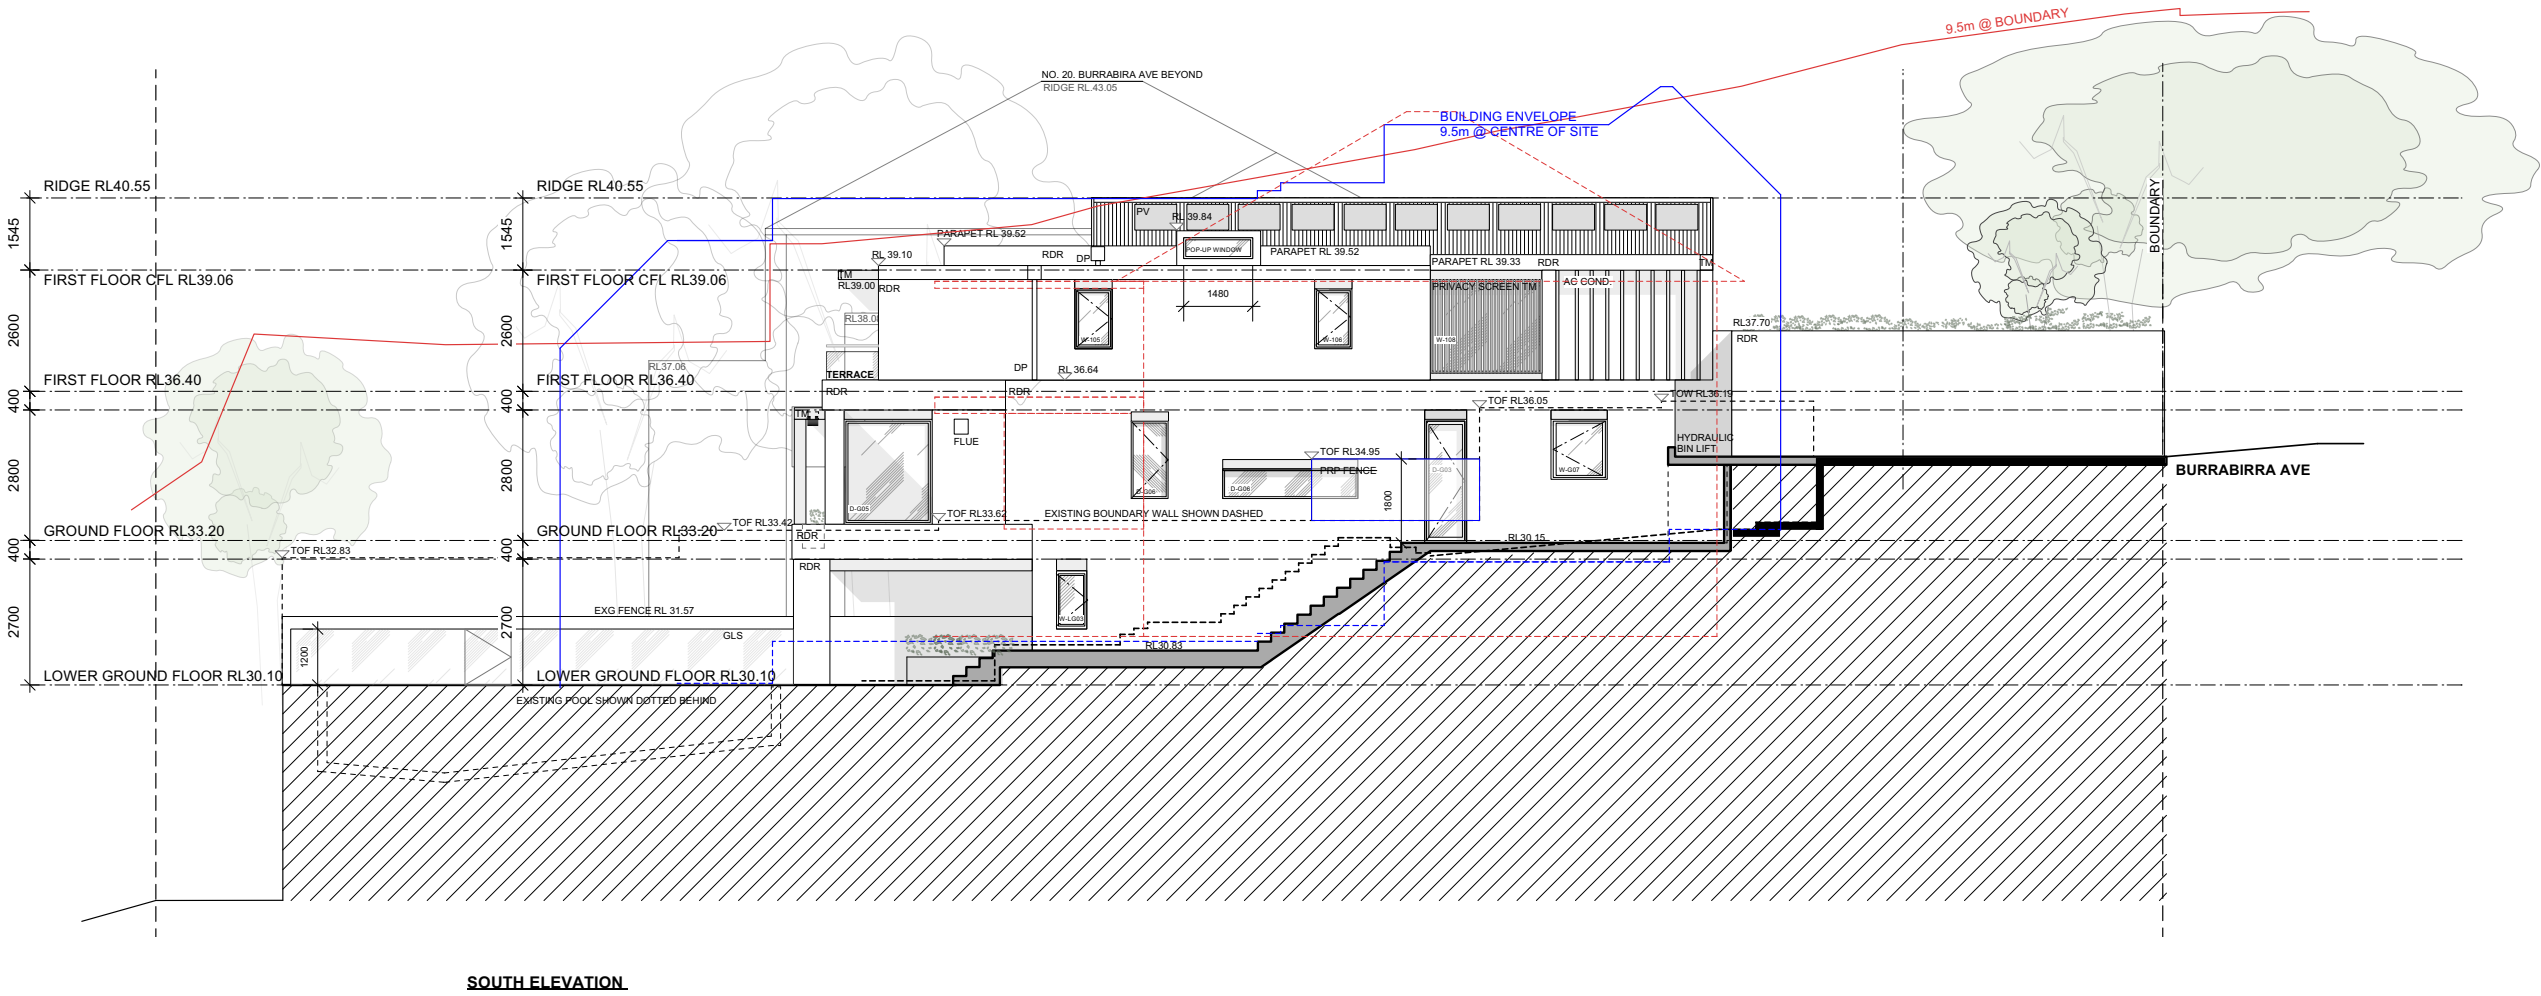 9.5m @ BOUNDARY
NO. 20. BURRABIRA AVE BEYOND
RIDGE RL.43.05
BUILDING ENVELOPE
9.5m @ CENTRE OF SITE
RIDGE RL40.55
RIDGE RL40.55
BOUNDARY
PV
RL 39.84
1545
1545
PARAPET RL 39.52
RDR
DP
POP-UP WINDOW
PARAPET RL 39.52
RL 39.10
PARAPET RL 39.33
RDR
TM
FIRST FLOOR CFL RL39.06
FIRST FLOOR CFL RL39.06
TM
RL39.00
RDR
PRIVACY SCREEN TM
AC COND.
1480
2600
2600
RL38.0
RL37.70
RDR
W-105
W-106
W-108
RL37.06
TERRACE
DP
RL 36.64
FIRST FLOOR RL36.40
FIRST FLOOR RL36.40
RDR
RDR
400
400
TOW RL36.19
TOF RL36.05
TM
FLUE
HYDRAULIC
BIN LIFT
TOF RL34.95
PRP FENCE
D-G03
W-G07
BURRABIRRA AVE
2800
2800
D-G06
D-G06
1800
D-G05
TOF RL33.62
EXISTING BOUNDARY WALL SHOWN DASHED
TOF RL33.42
GROUND FLOOR RL33.20
GROUND FLOOR RL33.20
RDR
RL30.15
400
400
TOF RL32.83
RDR
2700
2700
EXG FENCE RL 31.57
W-LG03
GLS
1200
RL30.83
LOWER GROUND FLOOR RL30.10
LOWER GROUND FLOOR RL30.10
EXISTING POOL SHOWN DOTTED BEHIND
SOUTH ELEVATION